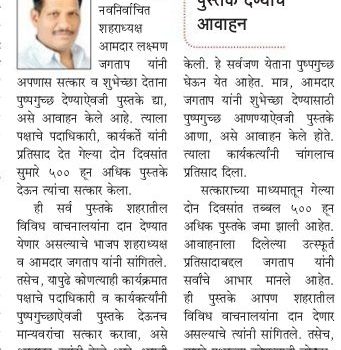 नवनिर्वाचित
शहराध्यक्ष
आमदार लक्ष्मण
जगताप यांनी
अपणास सत्कार व शुभेच्छा देताना
पुष्पगुच्छ देण्याऐवजी पुस्तके द्या,
असे आवाहन केले आहे. त्याला
पक्षाचे पदाधिकारी, कार्यकर्ते यांनी
प्रतिसाद देत गेल्या दोन दिवसांत
सुमारे ५०० हून अधिक पुस्तके
देऊन त्यांचा सत्कार केला.
ही सर्व पुस्तके शहरातील
विविध वाचनालयांना दान देण्यात
येणार असल्याचे भाजप शहराध्यक्ष
व आमदार जगताप यांनी सांगितले.
तसेच, यापुढे कोणत्याही कार्यक्रमात
पक्षाचे पदाधिकारी व कार्यकर्त्यांनी
पुष्पगुच्छाऐवजी पुस्तके देऊनच
मान्यवरांचा सत्कार करावा, असे
पुस्तके देण्याचे
आवाहन
केली. हे सर्वजण येताना पुष्पगुच्छ
घेऊन येत आहेत. मात्र, आमदार
जगताप यांनी शुभेच्छा देण्यासाठी
पुष्पगुच्छ आणण्याऐवजी पुस्तके
आणा, असे आवाहन केले होते.
त्याला कार्यकर्त्यांनी चांगलाच
प्रतिसाद दिला.
सत्काराच्या माध्यमातून गेल्या
दोन दिवसांत तब्बल ५०० हून
अधिक पुस्तके जमा झाली आहेत.
आवाहनाला दिलेल्या उत्स्फूर्त
प्रतिसादाबद्दल जगताप यांनी
सर्वांचे आभार मानले आहेत.
ही पुस्तके आपण शहरातील
विविध वाचनालयांना दान देणार
असल्याचे त्यांनी सांगितले. तसेच,